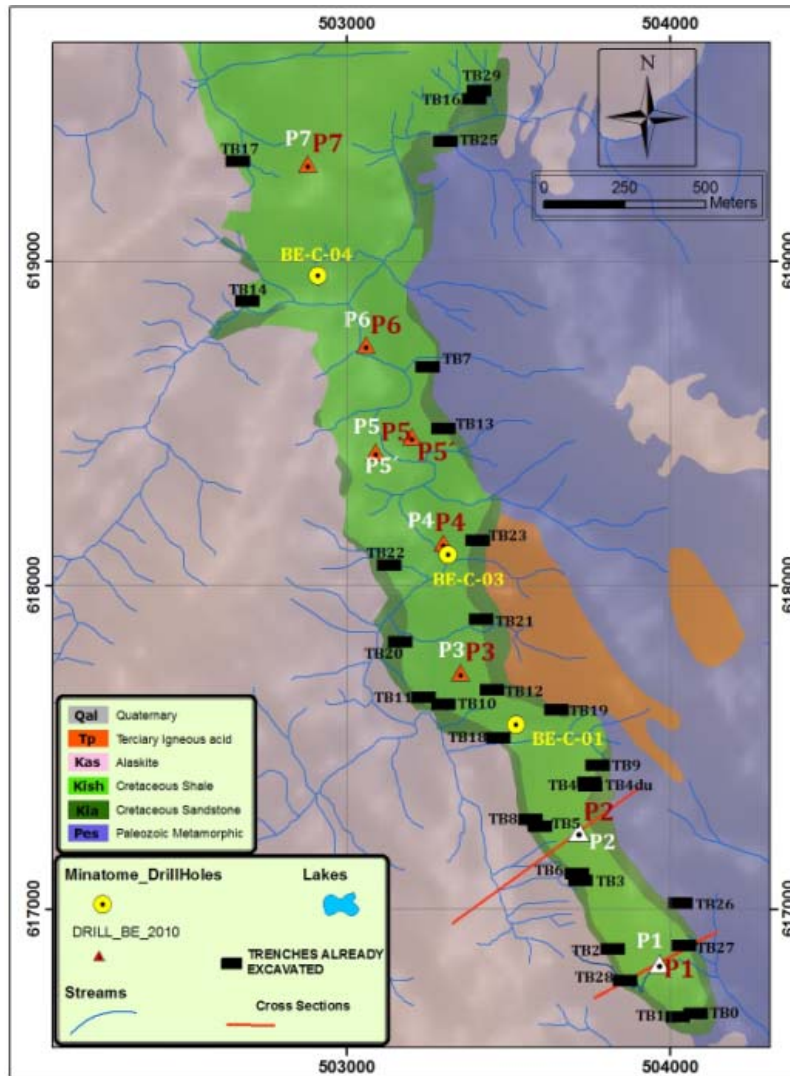 503000 504000
N
TB29
TB16
TB25
P7 P7
TB17
0 250 500
Meters
619000 619000
BE-C-04
TB14
P6 P6
TB7
P5 P5
TB13
P5´ P5´
P4 P4
TB23
TB22
BE-C-03
618000 618000
TB21
TB20
P3 P3
TB12
TB11
TB10
TB19
TB18
BE-C-01
TB9
TB4 TB4du
P2
TB8 TB5
P2
TB6
TB3
TB26
617000 617000
P1
TB2 TB27
P1
TB28
TB1 TB0
Qal Quaternary
Tp Terciary Igneous acid
Kas Alaskite
Kish Cretaceous Shale
Kia Cretaceous Sandstone
Pes Paleozoic Metamorphic
Minatome_DrillHoles Lakes
DRILL_BE_2010
TRENCHES ALREADY
EXCAVATED
Streams
Cross Sections
503000 504000